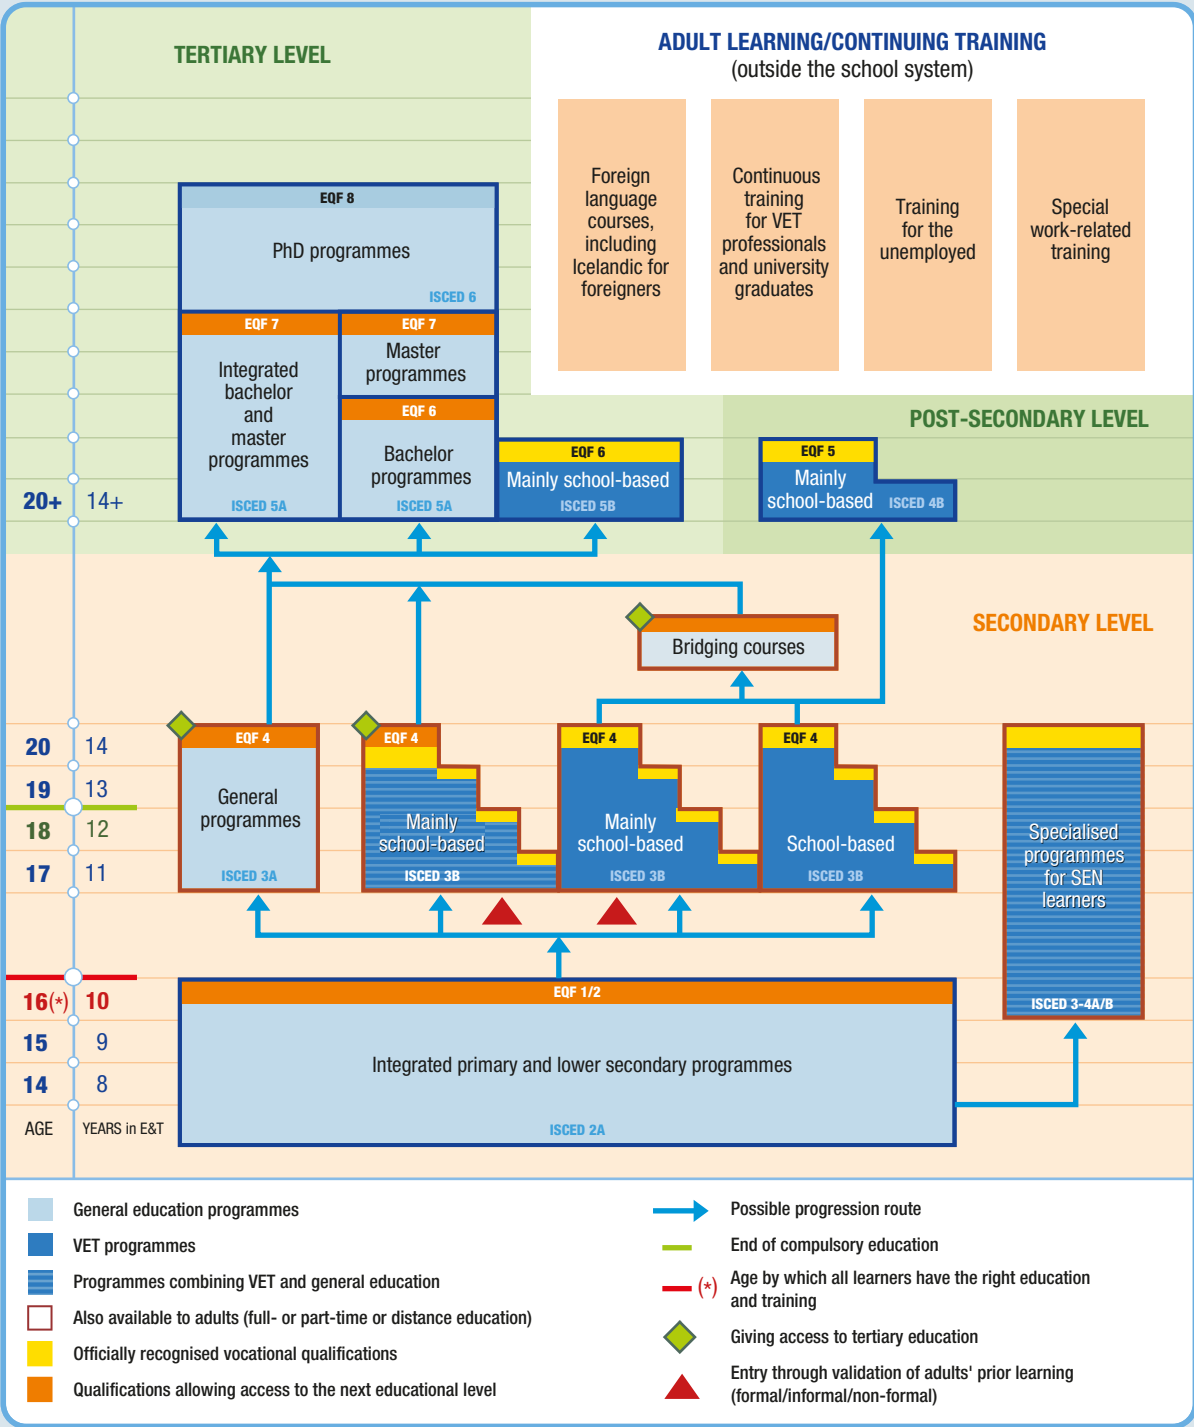 TERTIARY LEVEL
ADULT LEARNING/CONTINUING TRAINING
(outside the school system)
Foreign
language
courses,
including
Icelandic for
foreigners
Continuous
training
for VET
professionals
and university
graduates
Training
for the
unemployed
Special
work-related
training
EQF 8
PhD programmes
ISCED 6
EQF 7
Integrated
bachelor
and
master
programmes
ISCED 5A
EQF 7
Master
programmes
EQF 6
Bachelor
programmes
ISCED 5A
EQF 6
Mainly school-based
ISCED 5B
POST-SECONDARY LEVEL
EQF 5
Mainly
school-based
ISCED 4B
20+ 14+
SECONDARY LEVEL
Bridging courses
20 14
19 13
18 12
17 11
EQF 4
General
programmes
ISCED 3A
EQF 4
Mainly
school-based
ISCED 3B
EQF 4
Mainly
school-based
ISCED 3B
EQF 4
School-based
ISCED 3B
Specialised
programmes
for SEN
learners
ISCED 3-4A/B
16(*) 10
15 9
14 8
AGE YEARS in E&T
EQF 1/2
Integrated primary and lower secondary programmes
ISCED 2A
General education programmes
VET programmes
Programmes combining VET and general education
Also available to adults (full- or part-time or distance education)
Officially recognised vocational qualifications
Qualifications allowing access to the next educational level
Possible progression route
End of compulsory education
(*) Age by which all learners have the right education
and training
Giving access to tertiary education
Entry through validation of adults' prior learning
(formal/informal/non-formal)